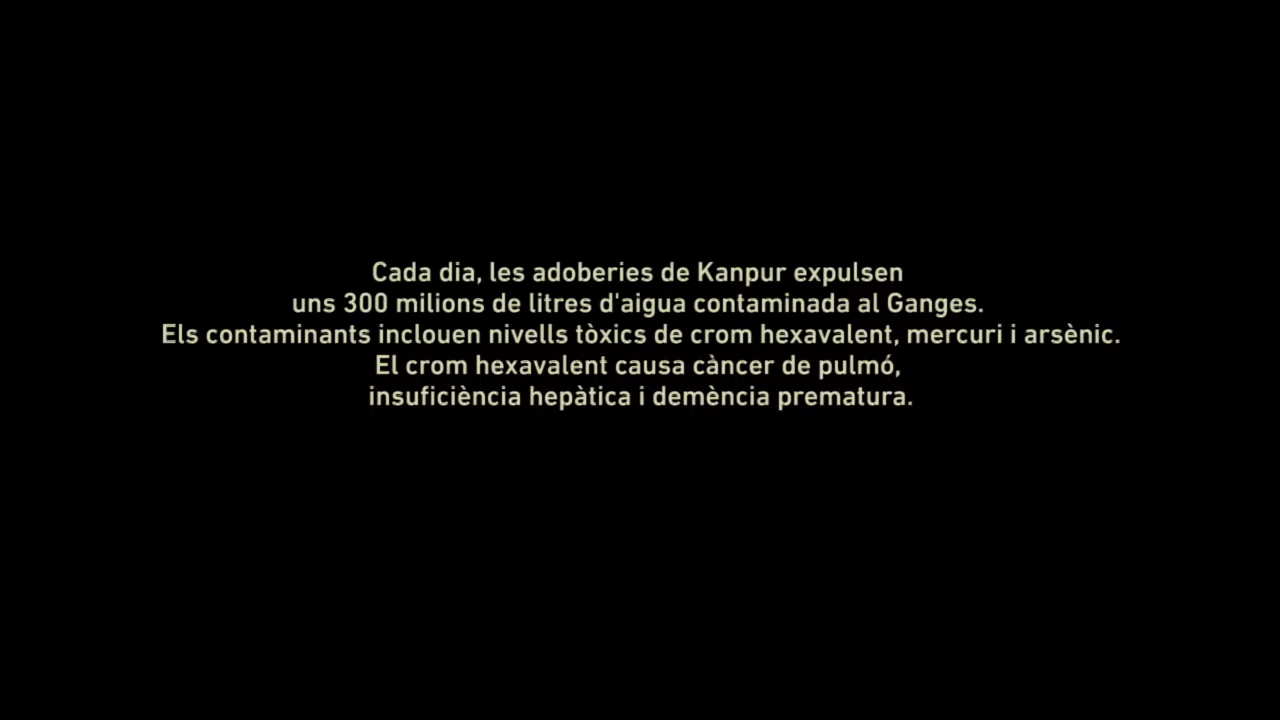 Cada dia, les adoberies de Kanpur expulsen
uns 300 milions de litres d'aigua contaminada al Ganges.
Els contaminants inclouen nivells tòxics de crom hexavalent, mercuri i arsènic.
El crom hexavalent causa càncer de pulmó,
insuficiència hepàtica i demència prematura.